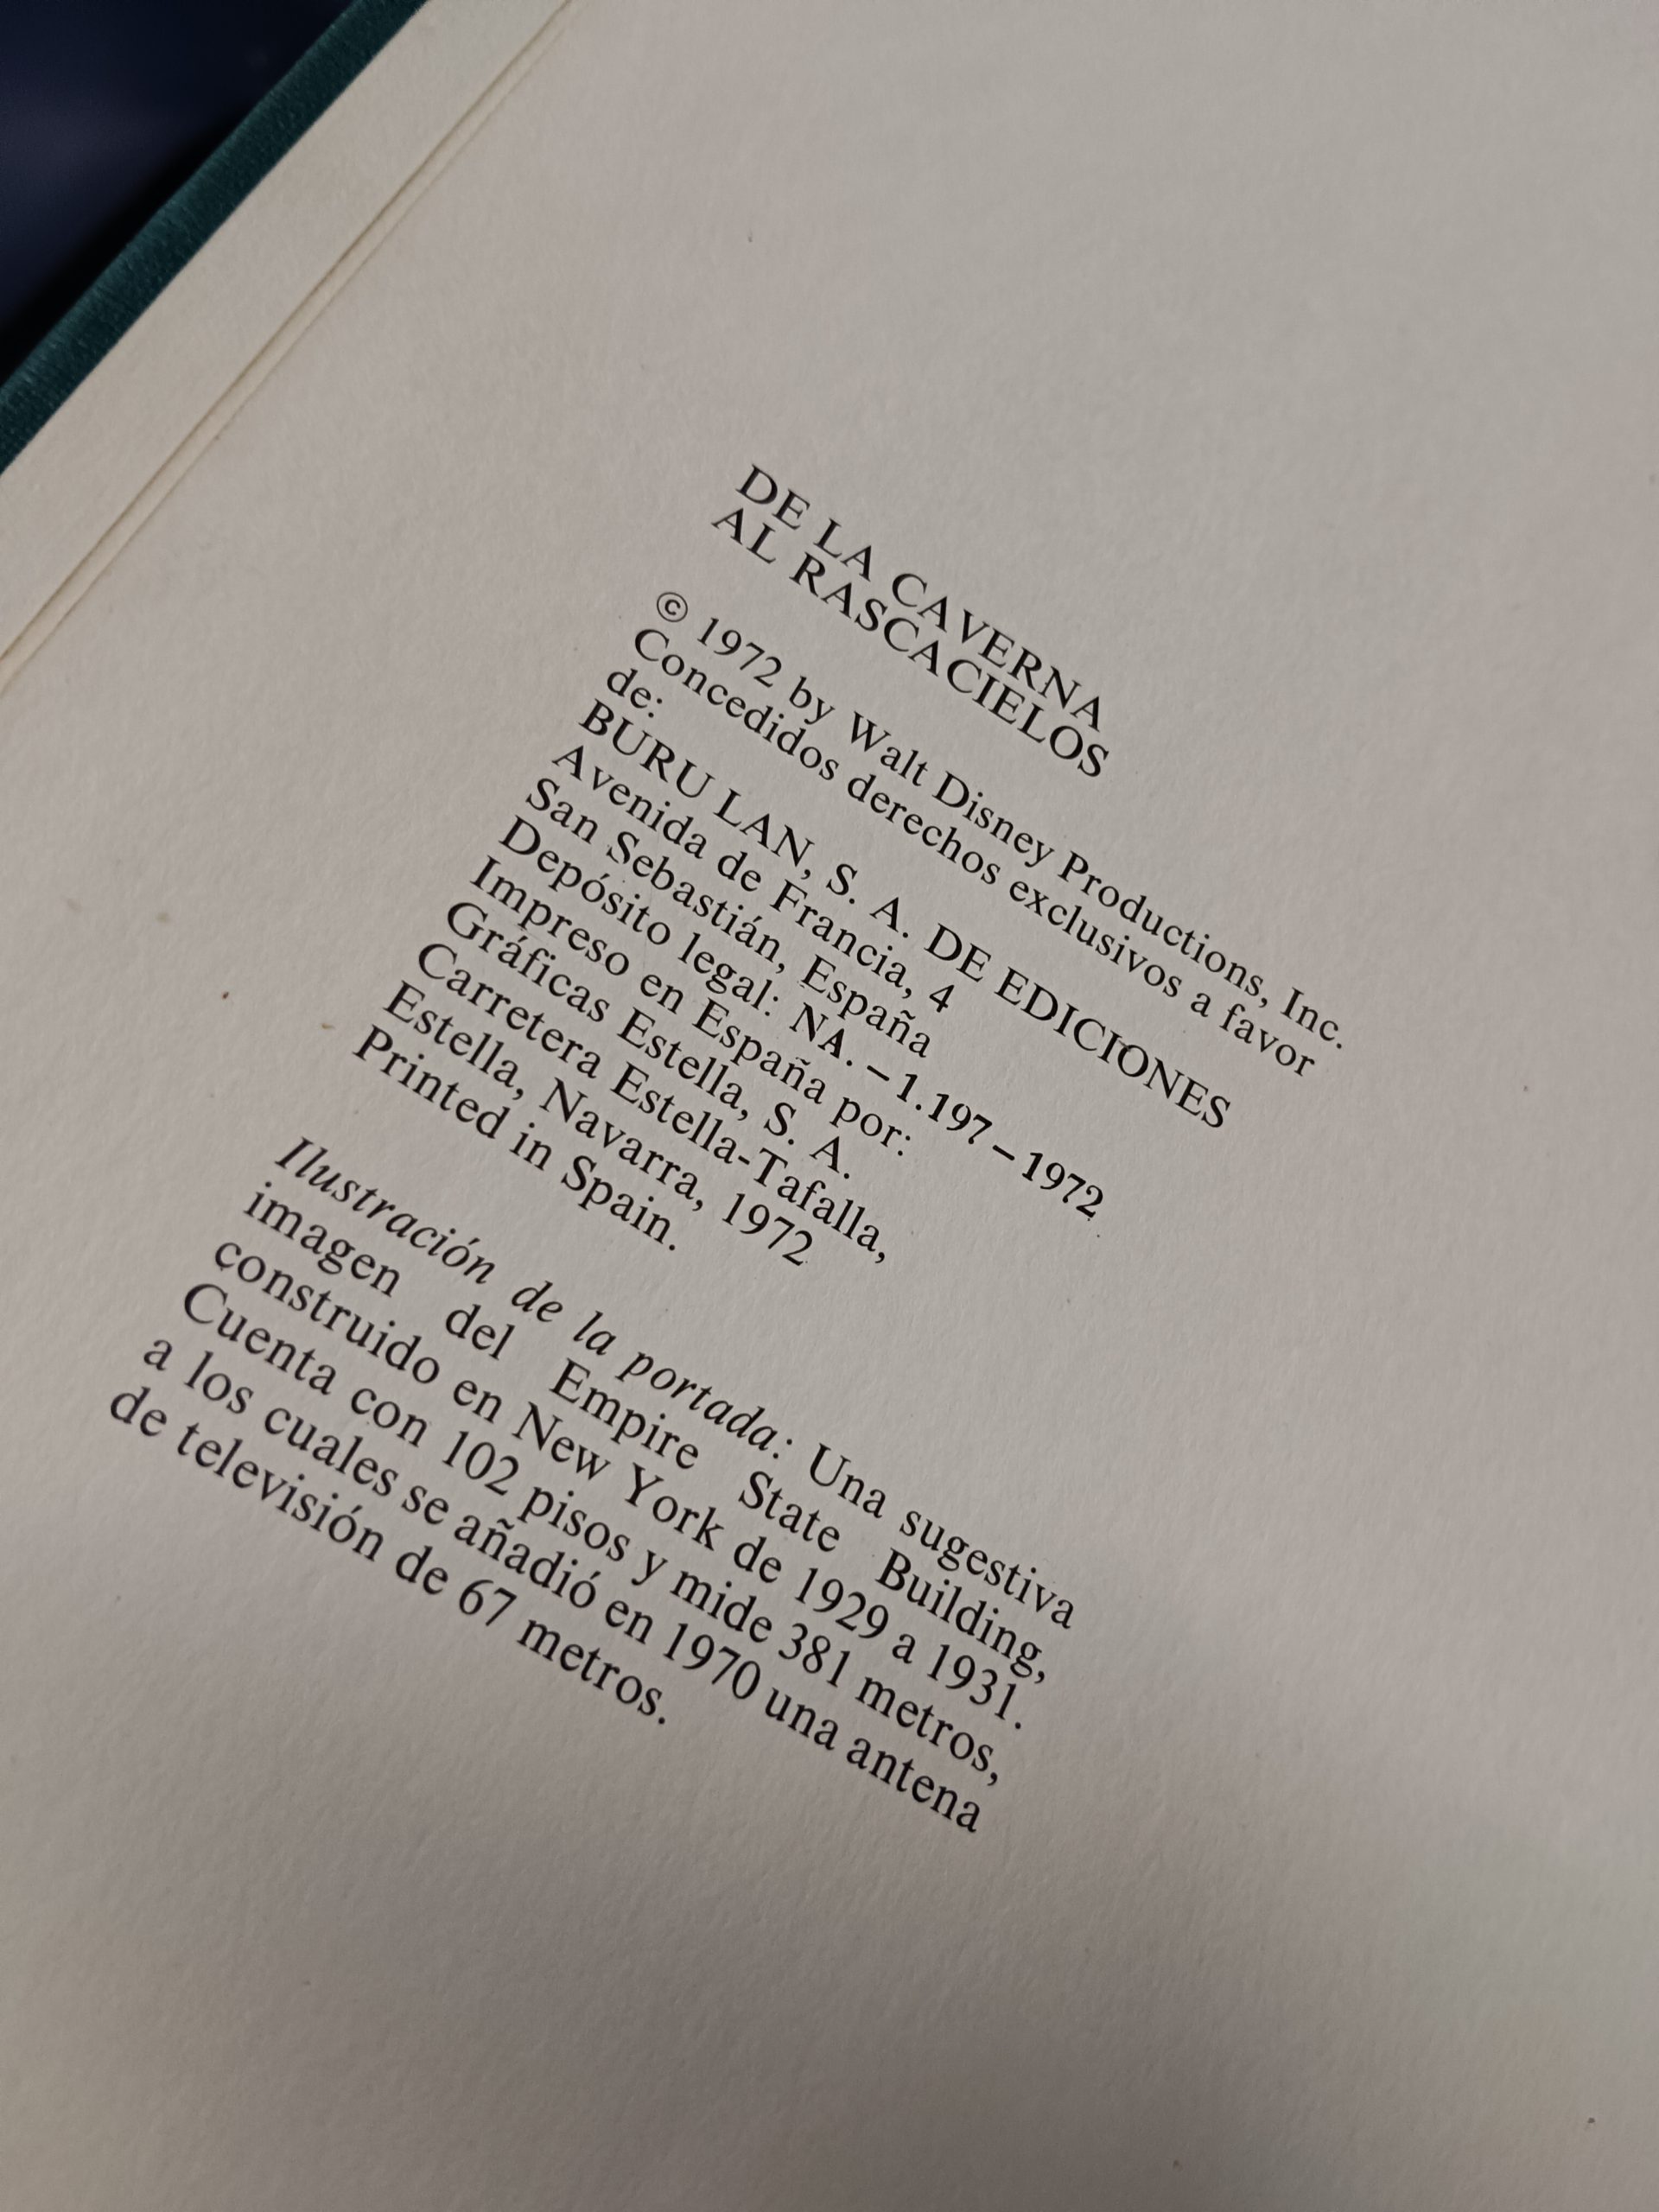 DE LA CAVERNA
AL RASCACIELOS
© 1972 by Walt Disney Productions, Inc.
Concedidos derechos exclusivos a favor
de:
BURU LAN, S. A. DE EDICIONES
Avenida de Francia, 4
San Sebastián, España
Depósito legal: NA. – 1.197 – 1972
Impreso en España por:
Gráficas Estella, S. A.
Carretera Estella-Tafalla,
Estella, Navarra, 1972
Printed in Spain.
Ilustración de la portada: Una sugestiva
imagen del Empire State Building,
construido en New York de 1929 a 1931.
Cuenta con 102 pisos y mide 381 metros,
a los cuales se añadió en 1970 una antena
de televisión de 67 metros.